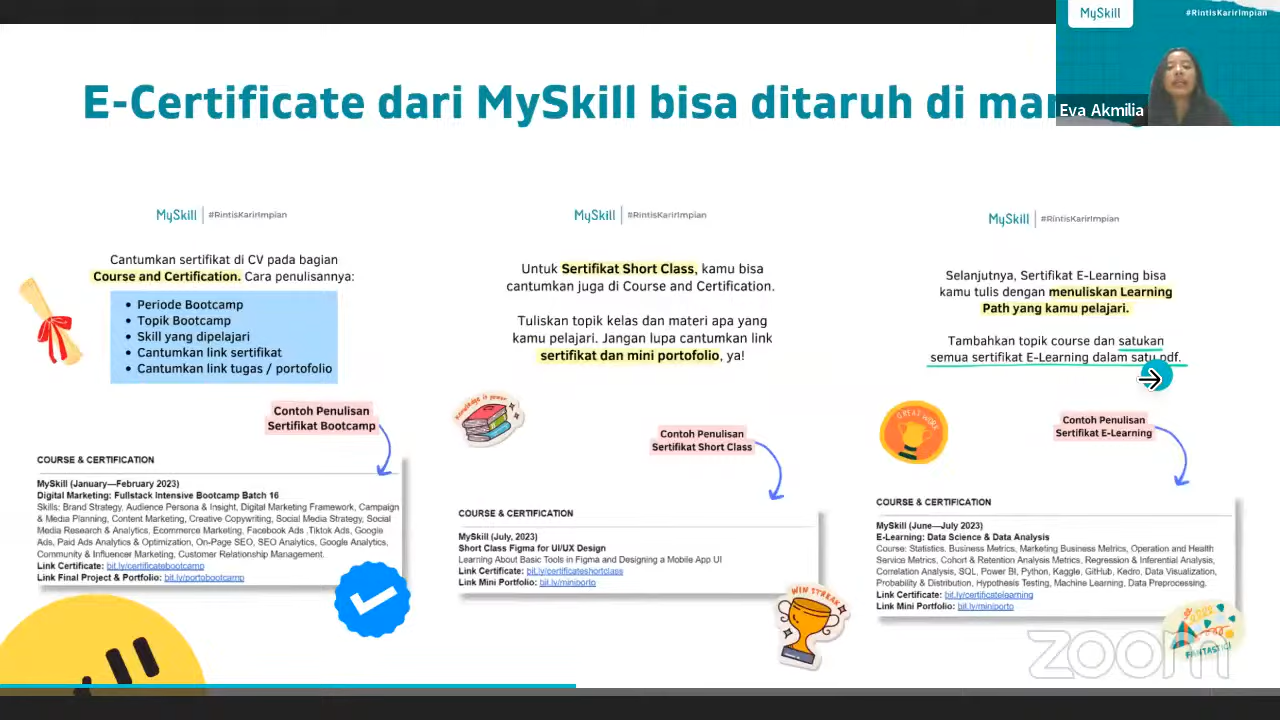 MySkill
#RintisKarirImpian
Eva Akmilia
E-Certificate dari MySkill bisa ditaruh di
MySkill | #RintisKarirImpian
Cantumkan sertifikat di CV pada bagian
Course and Certification. Cara penulisannya:
• Periode Bootcamp
• Topik Bootcamp
• Skill yang dipelajari
• Cantumkan link sertifikat
• Cantumkan link tugas / portofolio
Contoh Penulisan
Sertifikat Bootcamp
COURSE & CERTIFICATION
MySkill (January—February 2023)
Digital Marketing: Fullstack Intensive Bootcamp Batch 16
Skills: Brand Strategy, Audience Persona & Insight, Digital Marketing Framework, Campaign
& Media Planning, Content Marketing, Creative Copywriting, Social Media Strategy, Social
Media Research & Analytics, Ecommerce Marketing, Facebook Ads ,Tiktok Ads, Google
Ads, Paid Ads Analytics & Optimization, On-Page SEO, SEO Analytics, Google Analytics,
Community & Influencer Marketing, Customer Relationship Management.
Link Certificate: bit.ly/certificatebootcamp
Link Final Project & Portfolio: bit.ly/portobootcamp
MySkill | #RintisKarirImpian
Untuk Sertifikat Short Class, kamu bisa
cantumkan juga di Course and Certification.
Tuliskan topik kelas dan materi apa yang
kamu pelajari. Jangan lupa cantumkan link
sertifikat dan mini portofolio, ya!
Knowledge is power
Contoh Penulisan
Sertifikat Short Class
COURSE & CERTIFICATION
MySkill (July, 2023)
Short Class Figma for UI/UX Design
Learning About Basic Tools in Figma and Designing a Mobile App UI
Link Certificate: bit.ly/certificateshortclass
Link Mini Portfolio: bit.ly/miniporto
WIN STREAK
MySkill | #RintisKarirImpian
Selanjutnya, Sertifikat E-Learning bisa
kamu tulis dengan menuliskan Learning
Path yang kamu pelajari.
Tambahkan topik course dan satukan
semua sertifikat E-Learning dalam satu pdf.
GREAT WORK
Contoh Penulisan
Sertifikat E-Learning
COURSE & CERTIFICATION
MySkill (June—July 2023)
E-Learning: Data Science & Data Analysis
Course: Statistics. Business Metrics, Marketing Business Metrics, Operation and Health
Service Metrics, Cohort & Retention Analysis Metrics, Regression & Inferential Analysis,
Correlation Analysis, SQL, Power BI, Python, Kaggle, GitHub, Kedro, Data Visualization,
Probability & Distribution, Hypothesis Testing, Machine Learning, Data Preprocessing.
Link Certificate: bit.ly/certificatelearning
Link Mini Portfolio: bit.ly/miniporto
FANTASTIC!
zoom